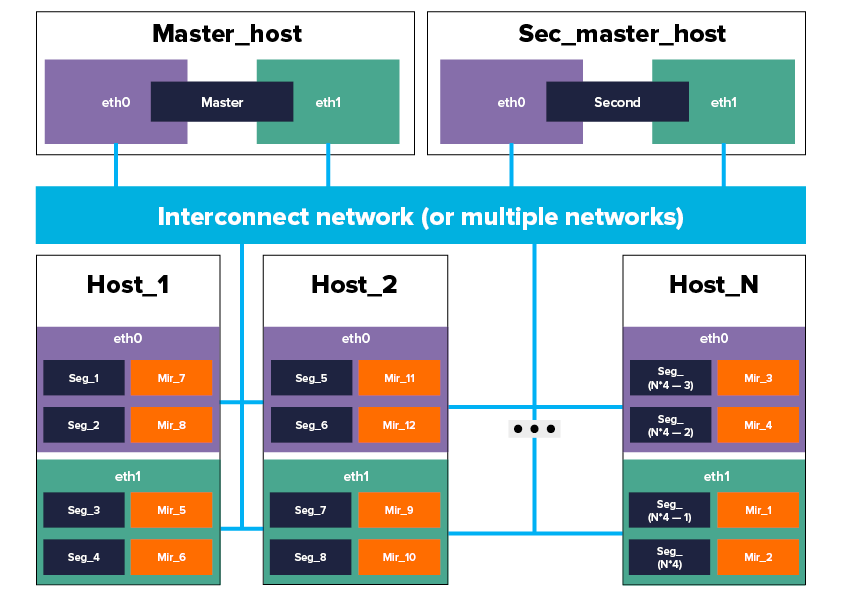 Master_host
Sec_master_host
eth0
Master
eth1
eth0
Second
eth1
Interconnect network (or multiple networks)
Host_1
eth0
Seg_1
Mir_7
Seg_2
Mir_8
eth1
Seg_3
Mir_5
Seg_4
Mir_6
Host_2
eth0
Seg_5
Mir_11
Seg_6
Mir_12
eth1
Seg_7
Mir_9
Seg_8
Mir_10
Host_N
eth0
Seg_
(N*4 — 3)
Mir_3
Seg_
(N*4 — 2)
Mir_4
eth1
Seg_
(N*4 — 1)
Mir_1
Seg_
(N*4)
Mir_2